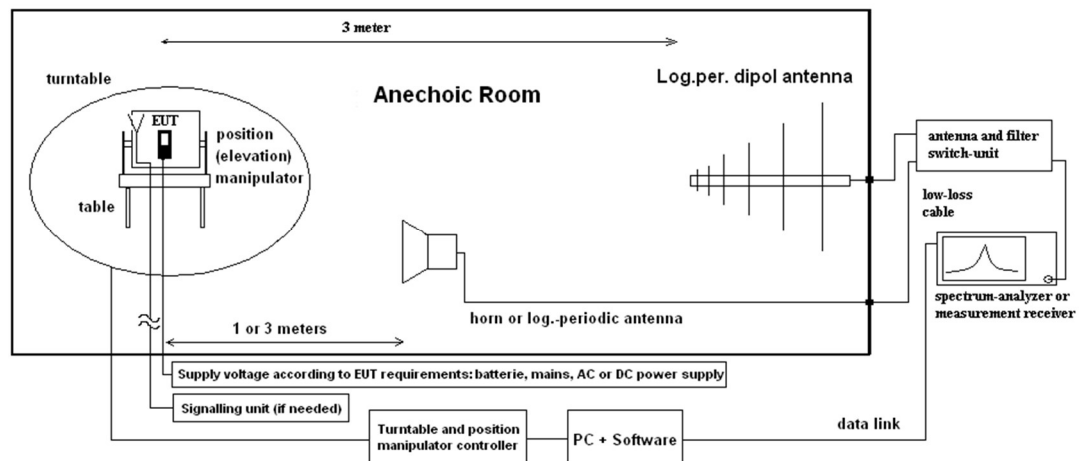 3 meter
turntable
Anechoic Room
Log.per. dipol antenna
EUT
position
(elevation)
manipulator
table
antenna and filter
switch-unit
low-loss
cable
spectrum-analyzer or
measurement receiver
horn or log.-periodic antenna
1 or 3 meters
Supply voltage according to EUT requirements: batterie, mains, AC or DC power supply
Signalling unit (if needed)
Turntable and position
manipulator controller
PC + Software
data link